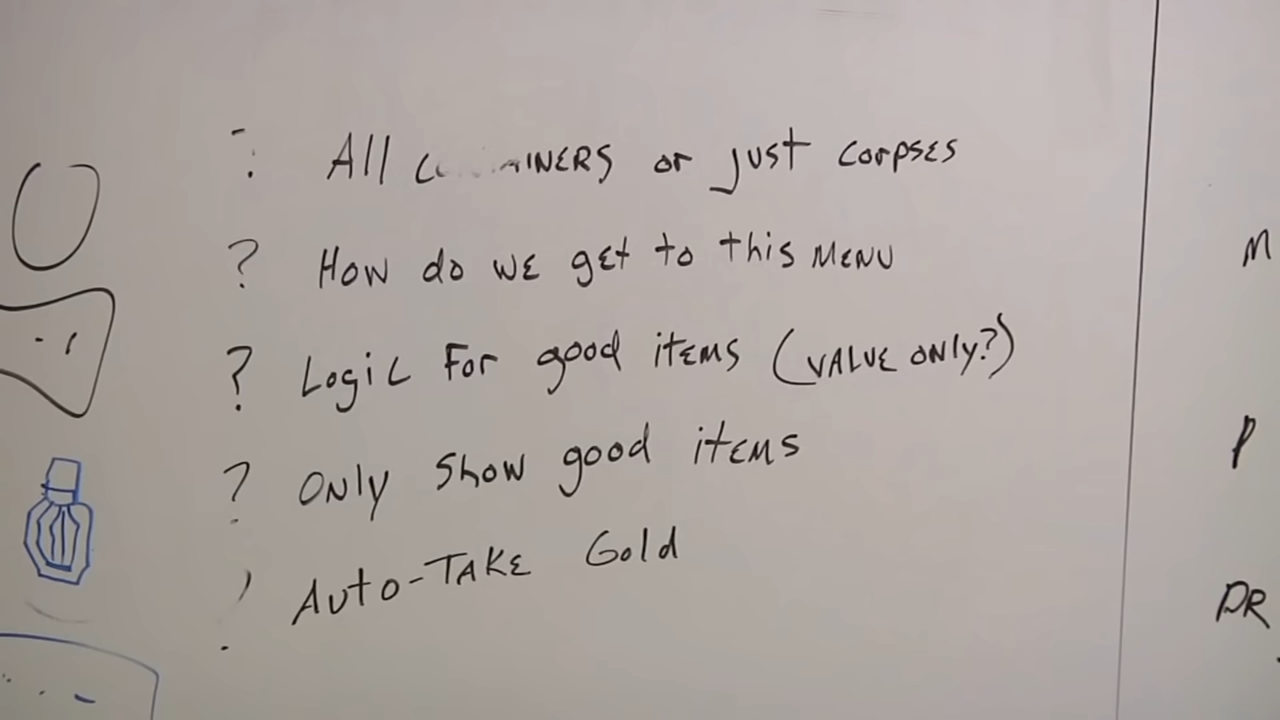 All or just corpses
? How do we get to this MENU
? Logic For good items (VALUE ONLY?)
? Only Show good items
? Auto-TAKE Gold
M
P
DR